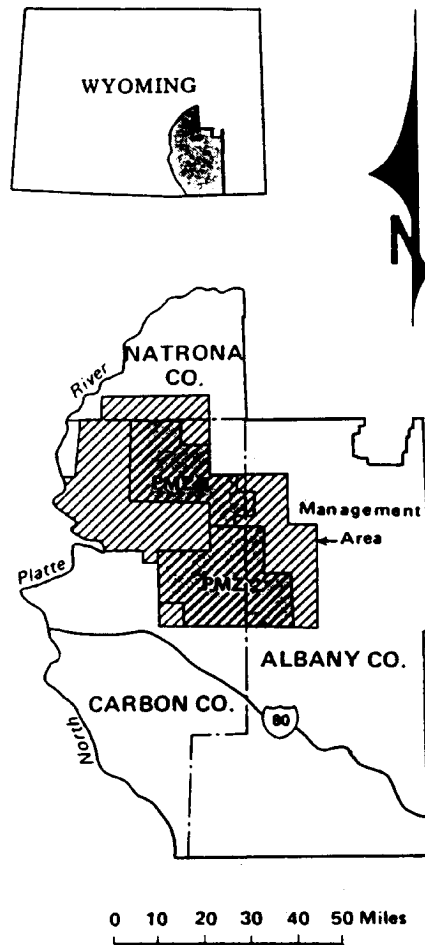 WYOMING
N
NATRONA
CO.
River
Management
Area
PMZ 2
Platte
ALBANY CO.
CARBON CO.
80
North
0 10 20 30 40 50 Miles